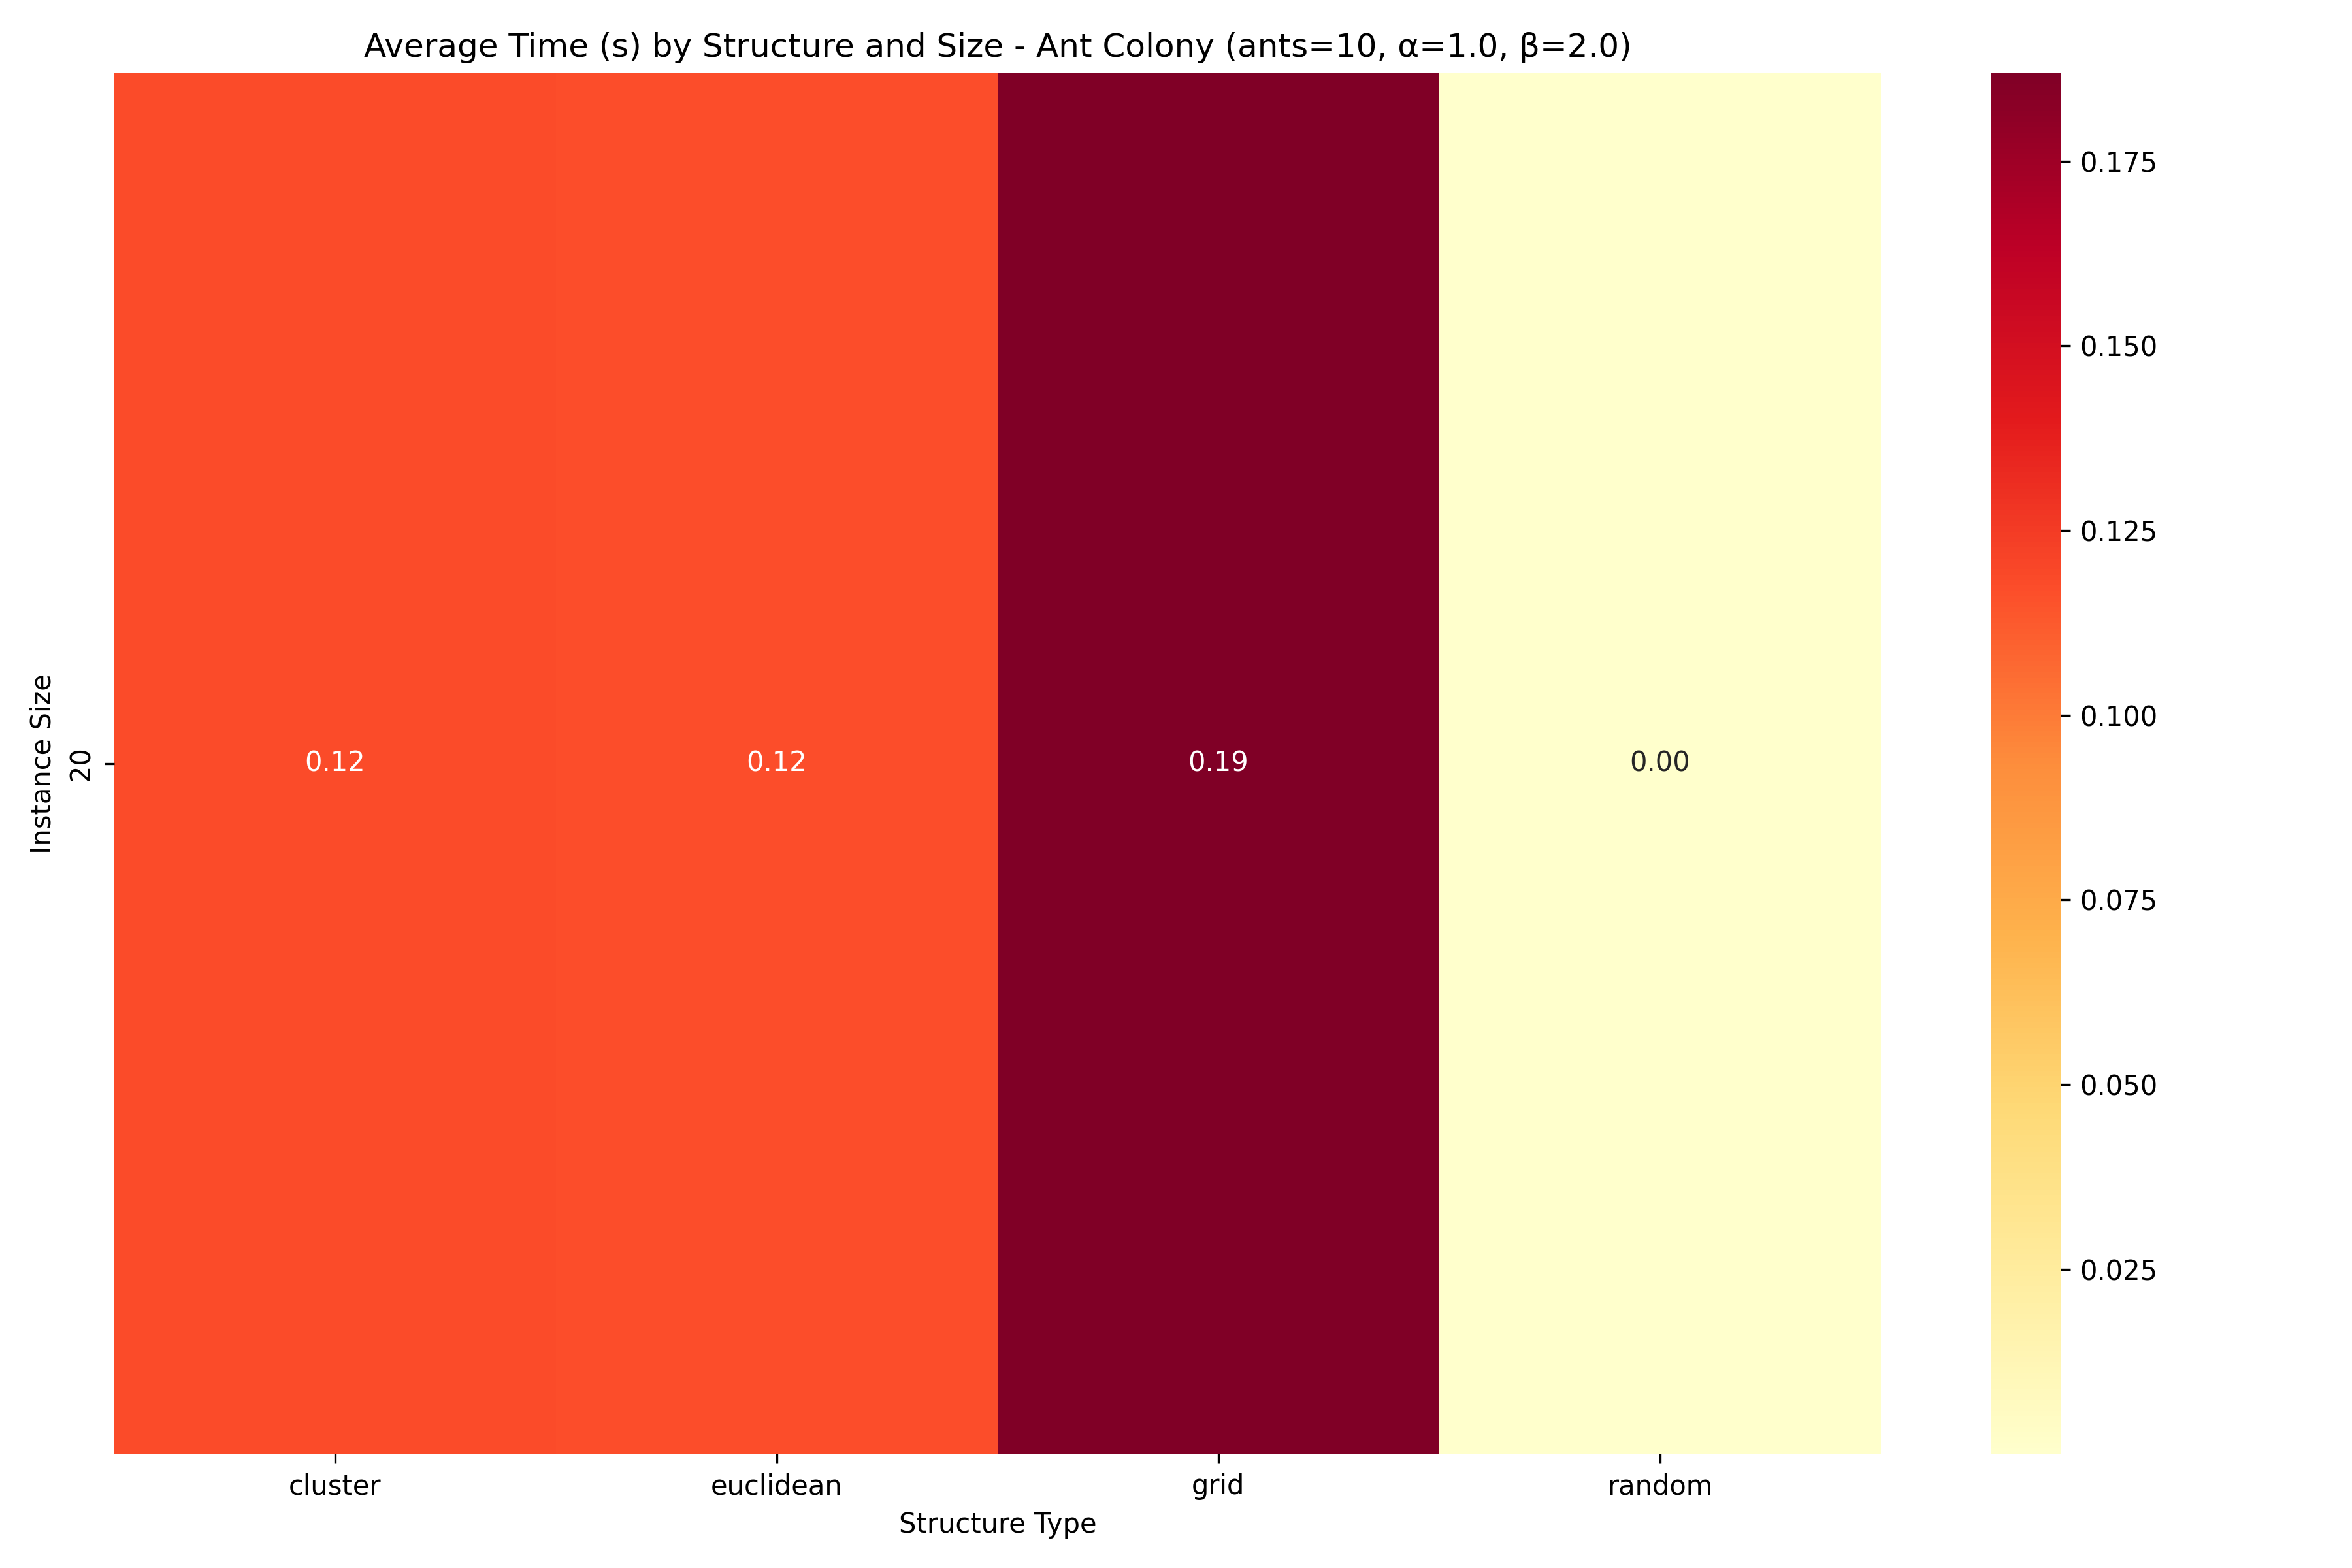 Average Time (s) by Structure and Size - Ant Colony (ants=10, α=1.0, β=2.0)
Instance Size
20
0.12
0.12
0.19
0.00
cluster
euclidean
grid
random
Structure Type
0.175
0.150
0.125
0.100
0.075
0.050
0.025